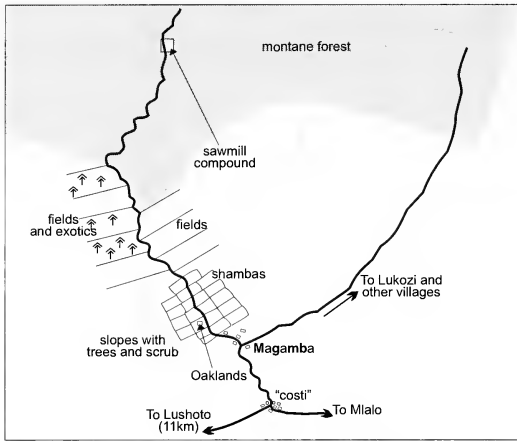 montane forest
sawmill
compound
fields
and exotics
fields
shambas
To Lukozi and
other villages
slopes with
trees and scrub
Magamba
Oaklands
"costi"
To Lushoto
(11km)
To Mlalo